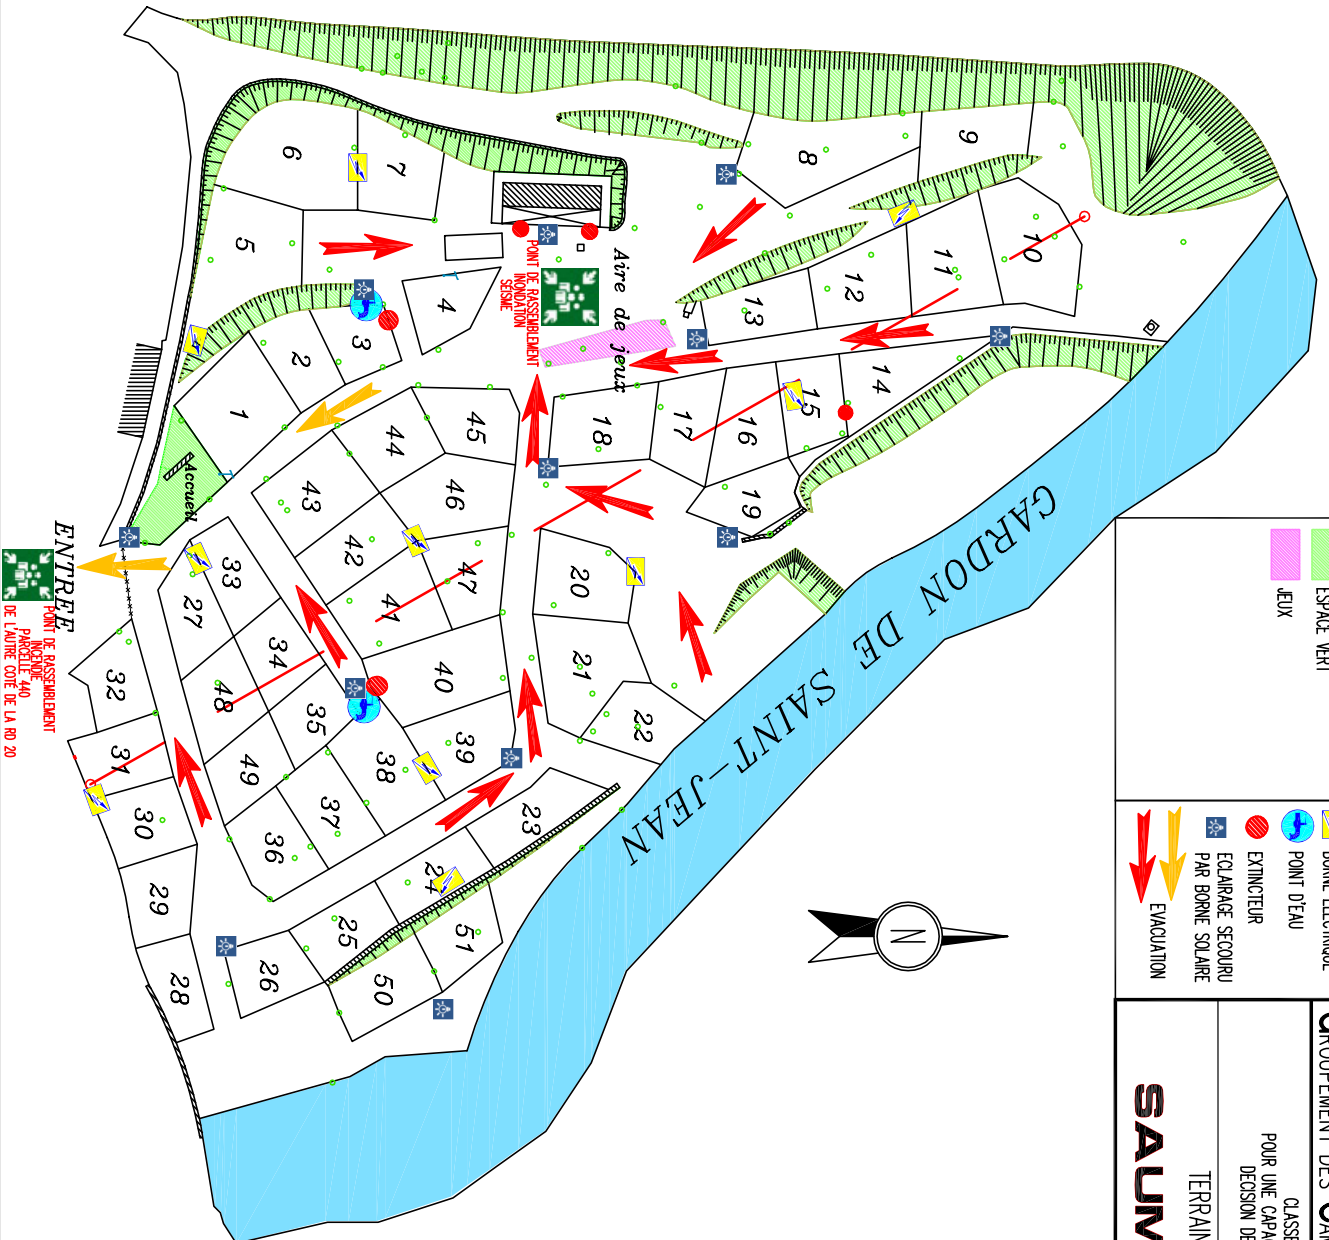 6
7
8
9
5
4
10
11
12
13
3
2
1
14
15
16
17
18
19
45
44
43
46
42
47
41
20
21
22
33
27
34
40
48
35
39
32
31
49
38
37
36
30
29
28
23
24
25
26
51
50
Aire de jeux
POINT DE RASSEMBLEMENT
INONDATION
SEISME
Accueil
ENTREE
POINT DE RASSEMBLEMENT
INCENDIE
PARCELLE 440
DE L'AUTRE COTÉ DE LA RD 20
GARDON DE SAINT-JEAN
N
ESPACE VERT
JEUX
BORNE ELECTRIQUE
POINT D'EAU
EXTINCTEUR
ECLAIRAGE SECOURU
PAR BORNE SOLAIRE
EVACUATION
GROUPEMENT DES
CLASSE
POUR UNE CAPA
DECISION DE
TERRAIN
SAUM